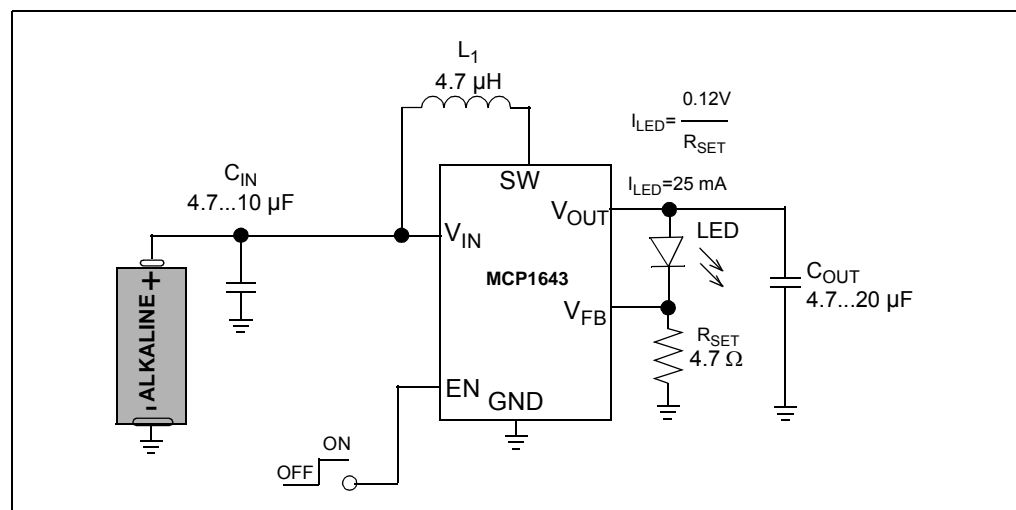 L1
4.7 µH
0.12V
ILED=
RSET
CIN
4.7...10 µF
SW
ILED=25 mA
VOUT
LED
VIN
MCP1643
COUT
4.7...20 µF
+
ALKALINE
-
VFB
RSET
4.7 Ω
EN
GND
ON
OFF